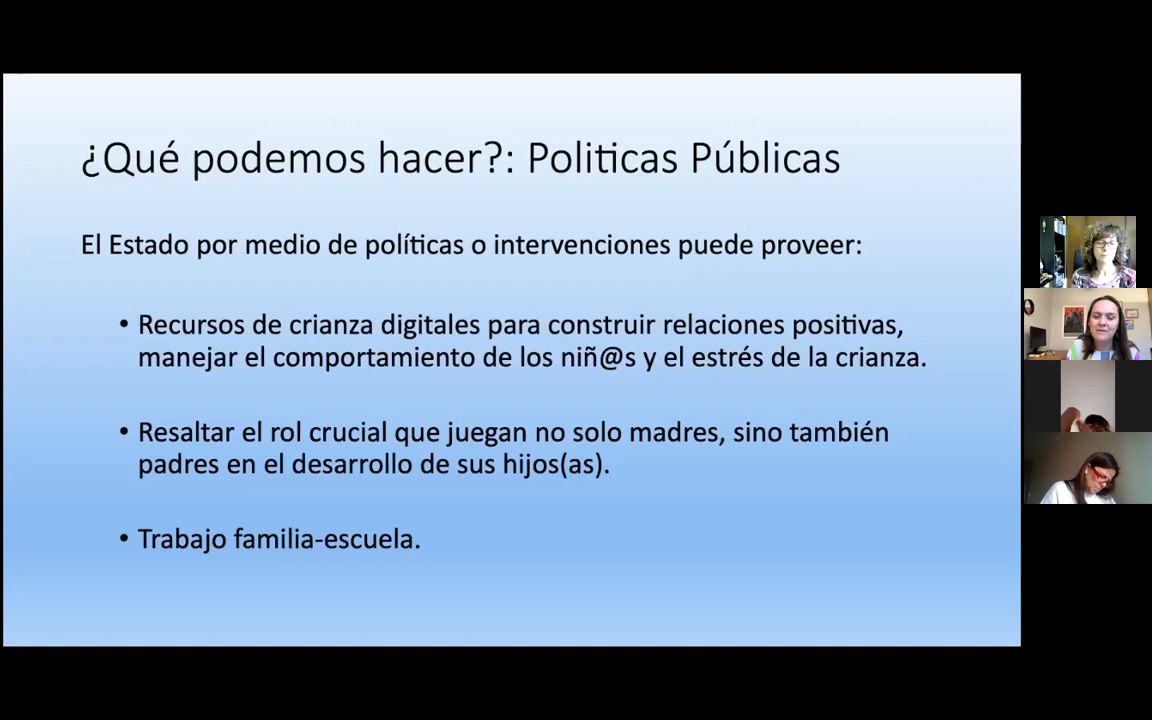 ¿Qué podemos hacer?: Politicas Públicas
El Estado por medio de políticas o intervenciones puede proveer:
• Recursos de crianza digitales para construir relaciones positivas,
manejar el comportamiento de los niñ@s y el estrés de la crianza.
• Resaltar el rol crucial que juegan no solo madres, sino también
padres en el desarrollo de sus hijos(as).
• Trabajo familia-escuela.